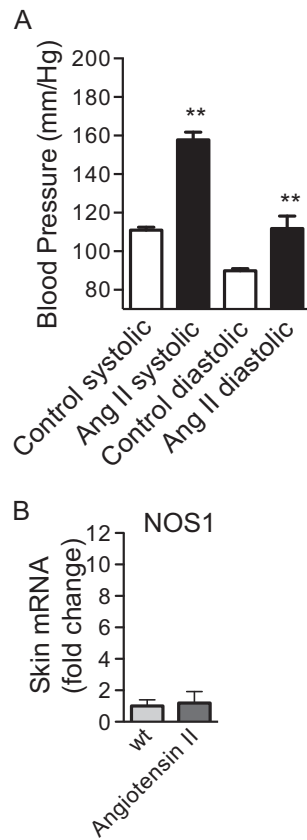 A
Blood Pressure (mm/Hg)
200
180
160
140
120
100
80
**
**
Control systolic
Ang II systolic
Control diastolic
Ang II diastolic
B
NOS1
Skin mRNA
(fold change)
12
10
8
6
4
2
0
wt
Angiotensin II